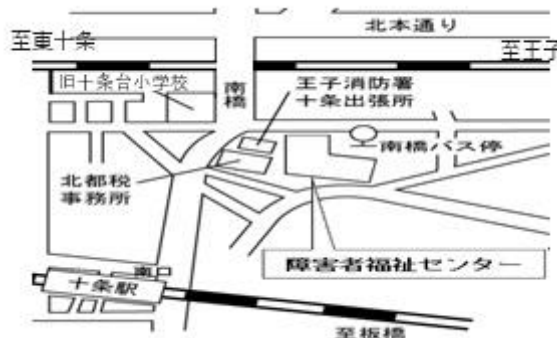 北本通り
至東十条
至王子
旧十条台小学校
南橋
王子消防署
十条出張所
南橋バス停
北都税
事務所
障害者福祉センター
南口
十条駅
至板橋